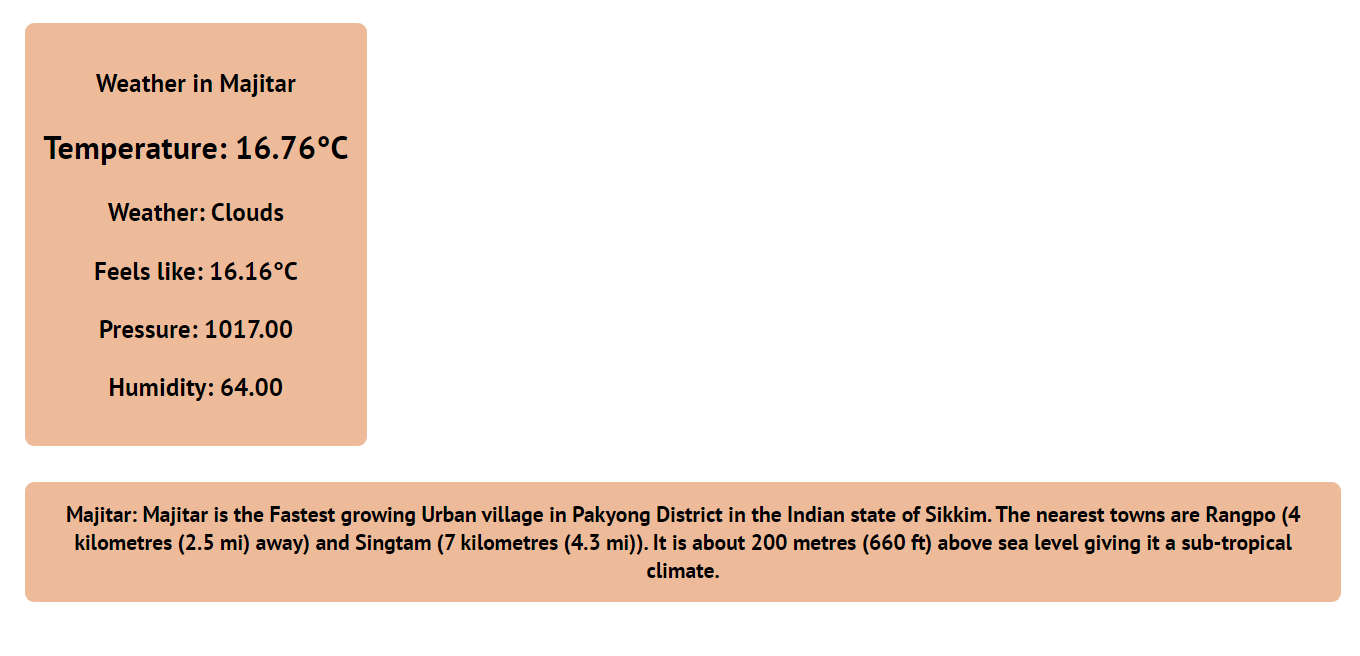 Weather in Majitar
Temperature: 16.76°C
Weather: Clouds
Feels like: 16.16°C
Pressure: 1017.00
Humidity: 64.00
Majitar: Majitar is the Fastest growing Urban village in Pakyong District in the Indian state of Sikkim. The nearest towns are Rangpo (4
kilometres (2.5 mi) away) and Singtam (7 kilometres (4.3 mi)). It is about 200 metres (660 ft) above sea level giving it a sub-tropical
climate.